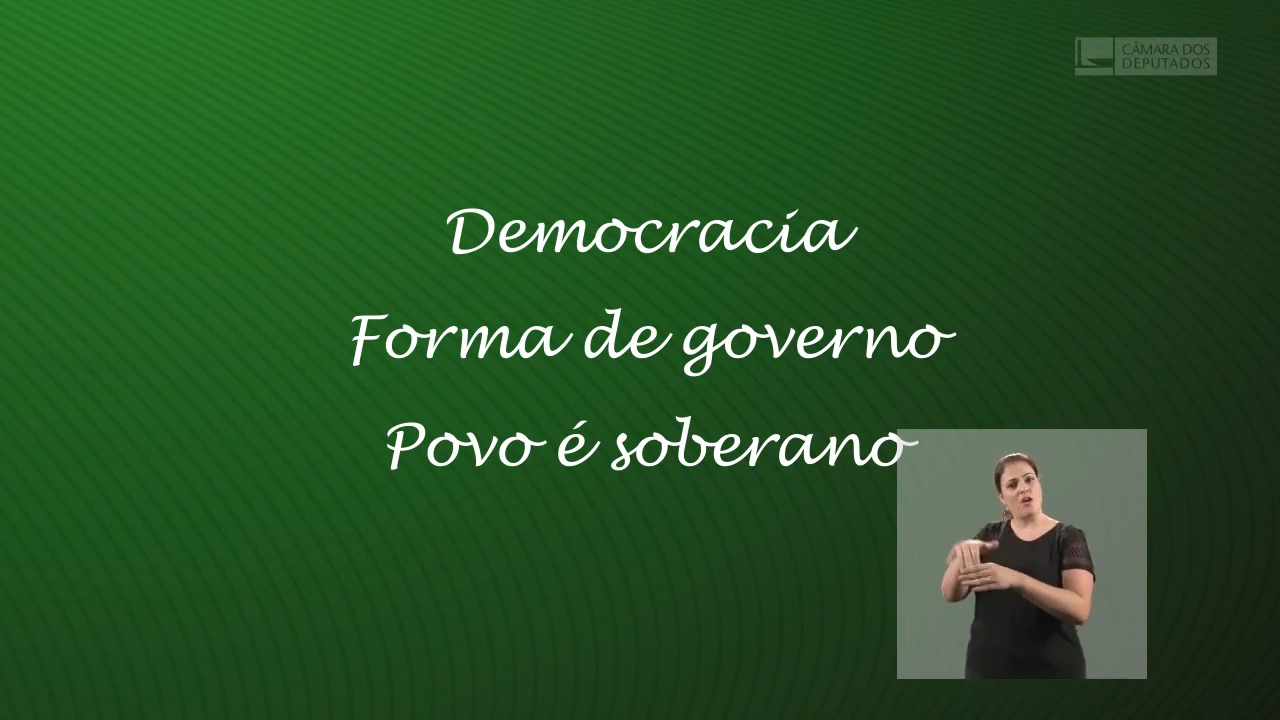 CÂMARA DOS
DEPUTADOS
Democracia
Forma de governo
Povo é soberano